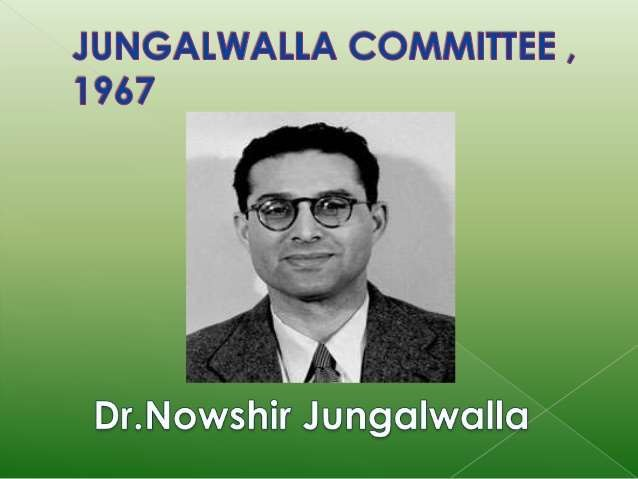 JUNGALWALLA COMMITTEE ,
1967
Dr.Nowshir Jungalwalla